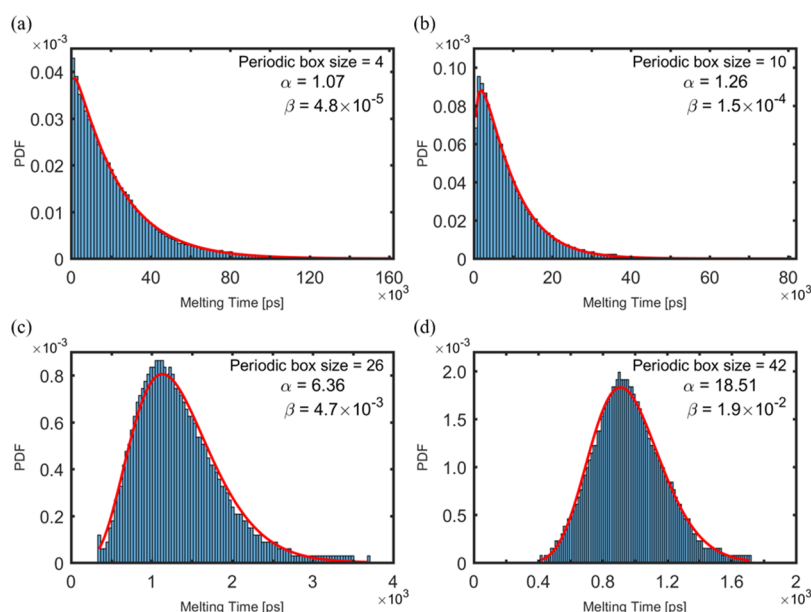 (a)
×10⁻³
Periodic box size = 4
α = 1.07
β = 4.8×10⁻⁵
0.04
0.03
0.02
0.01
0
PDF
0 40 80 120 160
×10³
Melting Time [ps]
(b)
×10⁻³
Periodic box size = 10
α = 1.26
β = 1.5×10⁻⁴
0.10
0.08
0.06
0.04
0.02
0
PDF
0 20 40 60 80
×10³
Melting Time [ps]
(c)
×10⁻³
Periodic box size = 26
α = 6.36
β = 4.7×10⁻³
0.8
0.6
0.4
0.2
0
PDF
0 1 2 3 4
×10³
Melting Time [ps]
(d)
×10⁻³
Periodic box size = 42
α = 18.51
β = 1.9×10⁻²
2.0
1.5
1.0
0.5
0
PDF
0 0.4 0.8 1.2 1.6 2
×10³
Melting Time [ps]